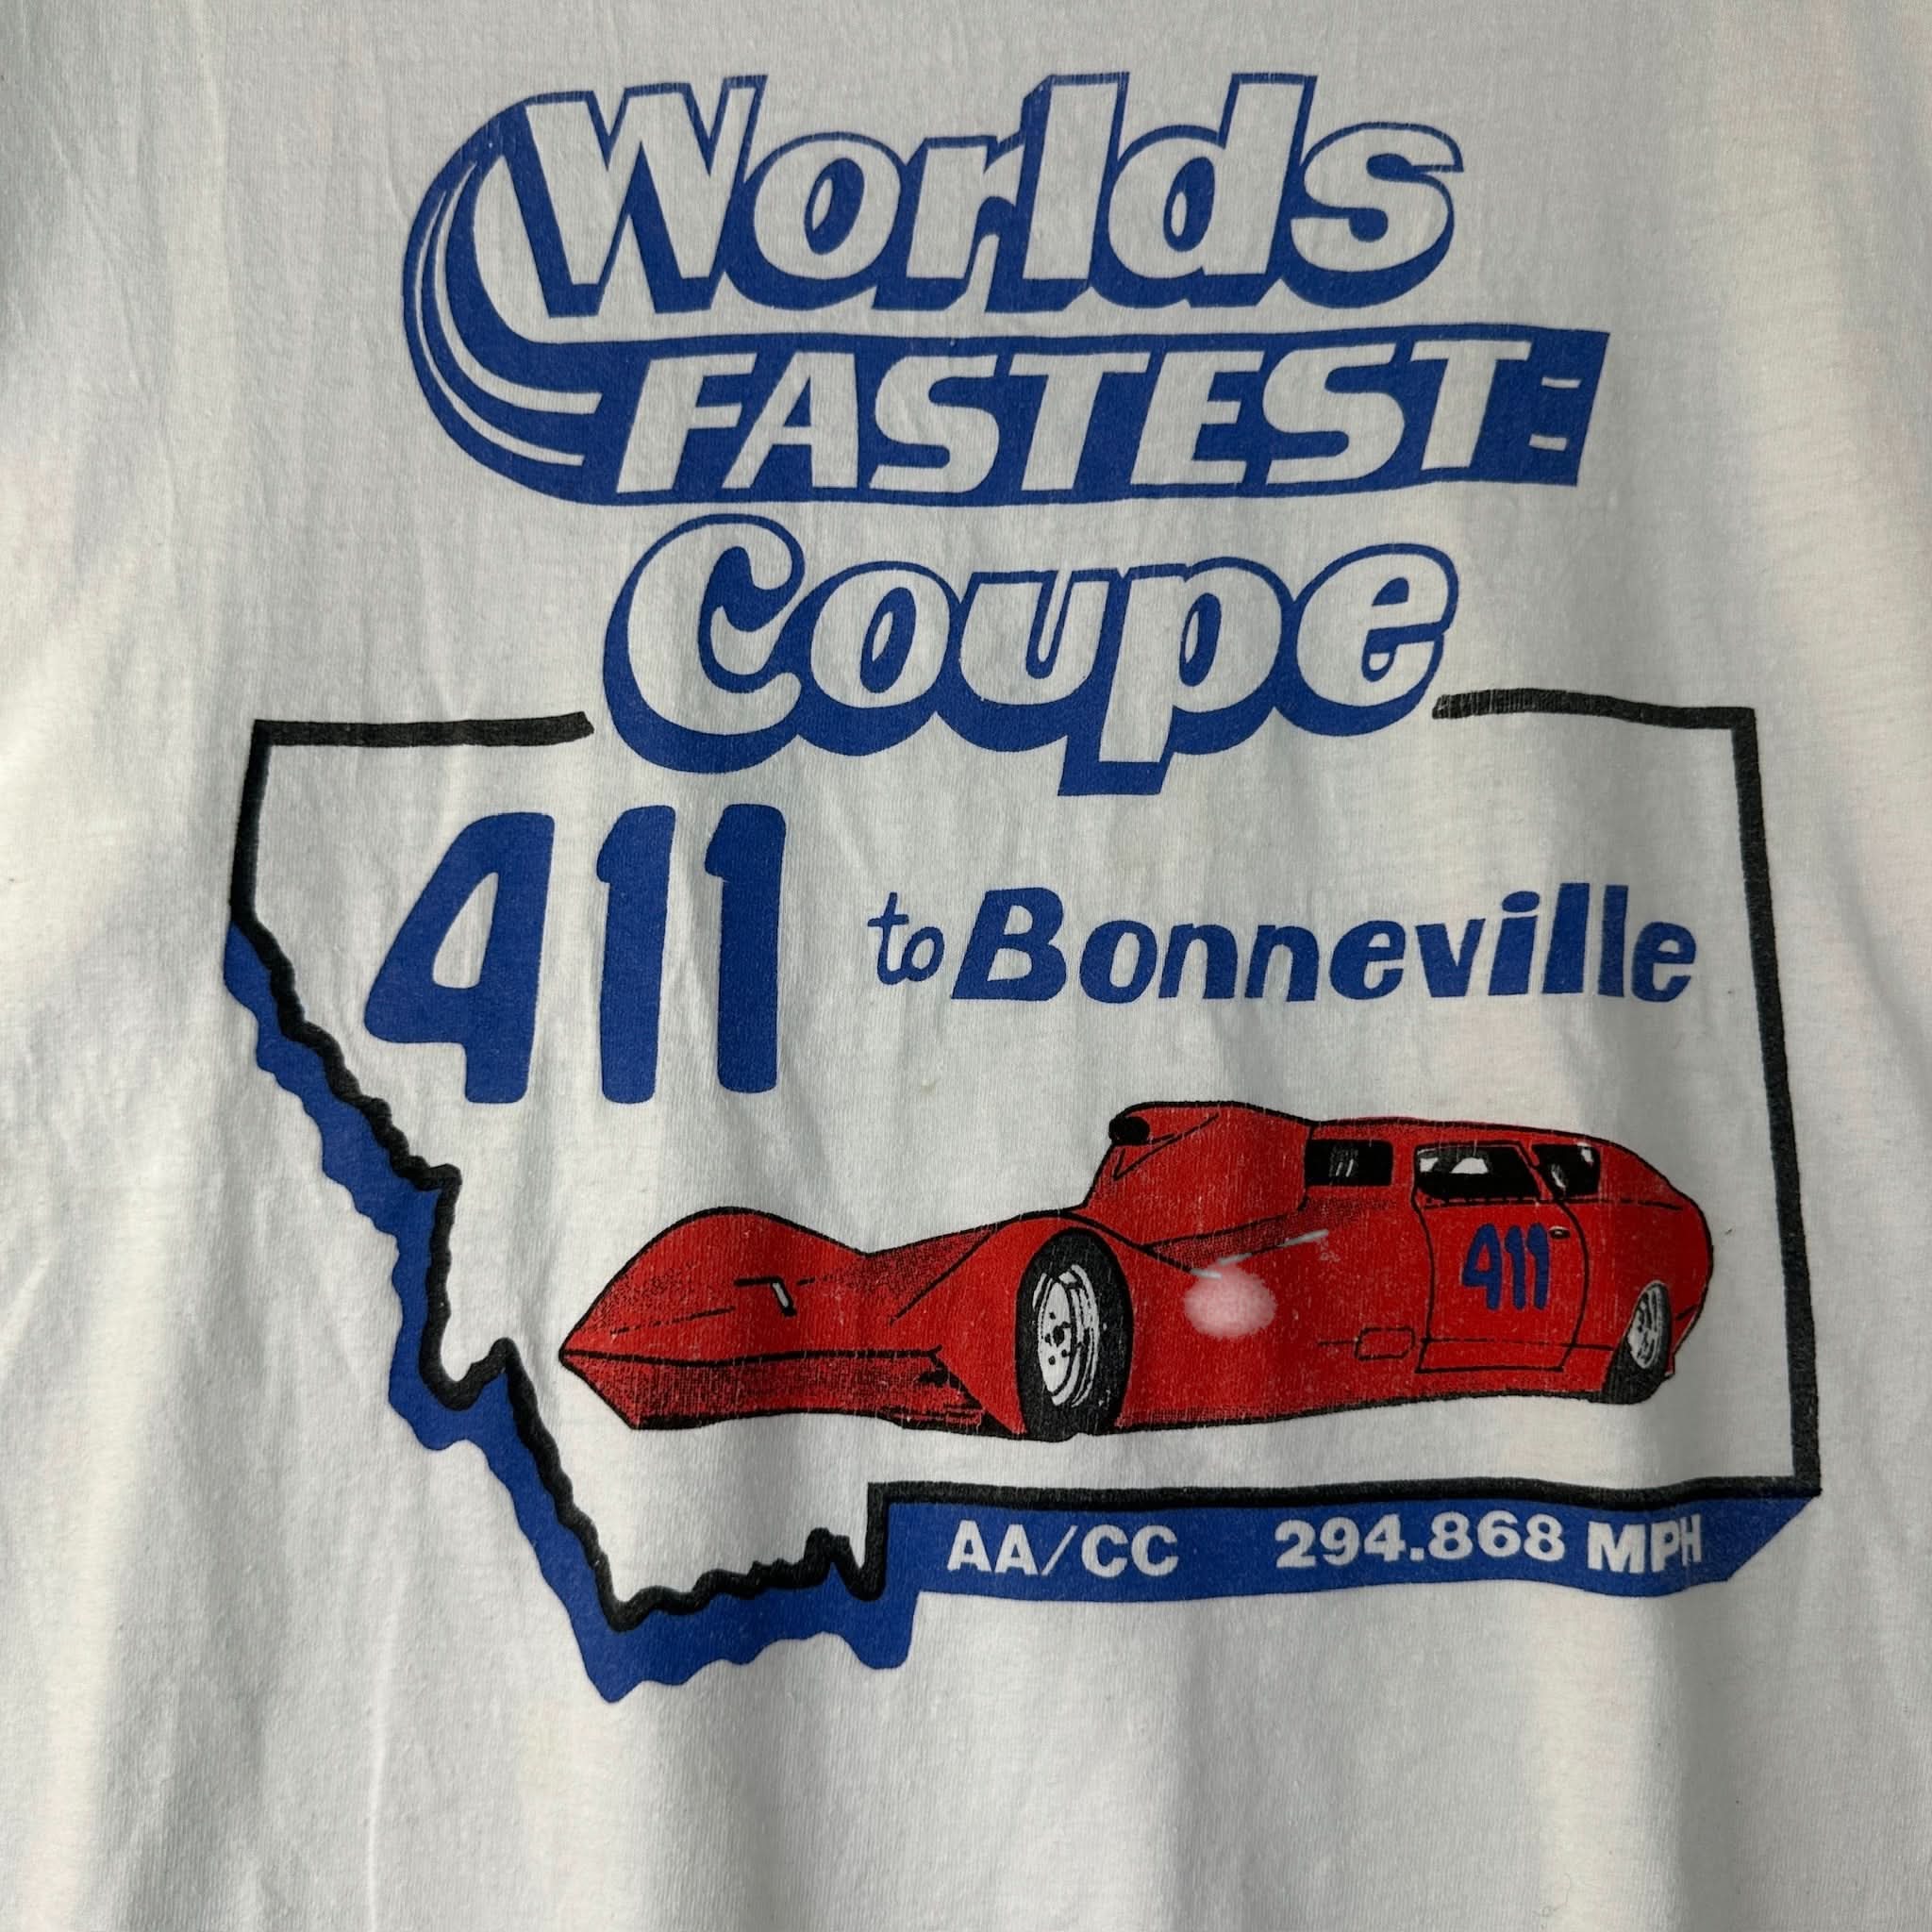 Worlds
FASTEST
Coupe
411 to Bonneville
411
AA/CC 294.868 MPH